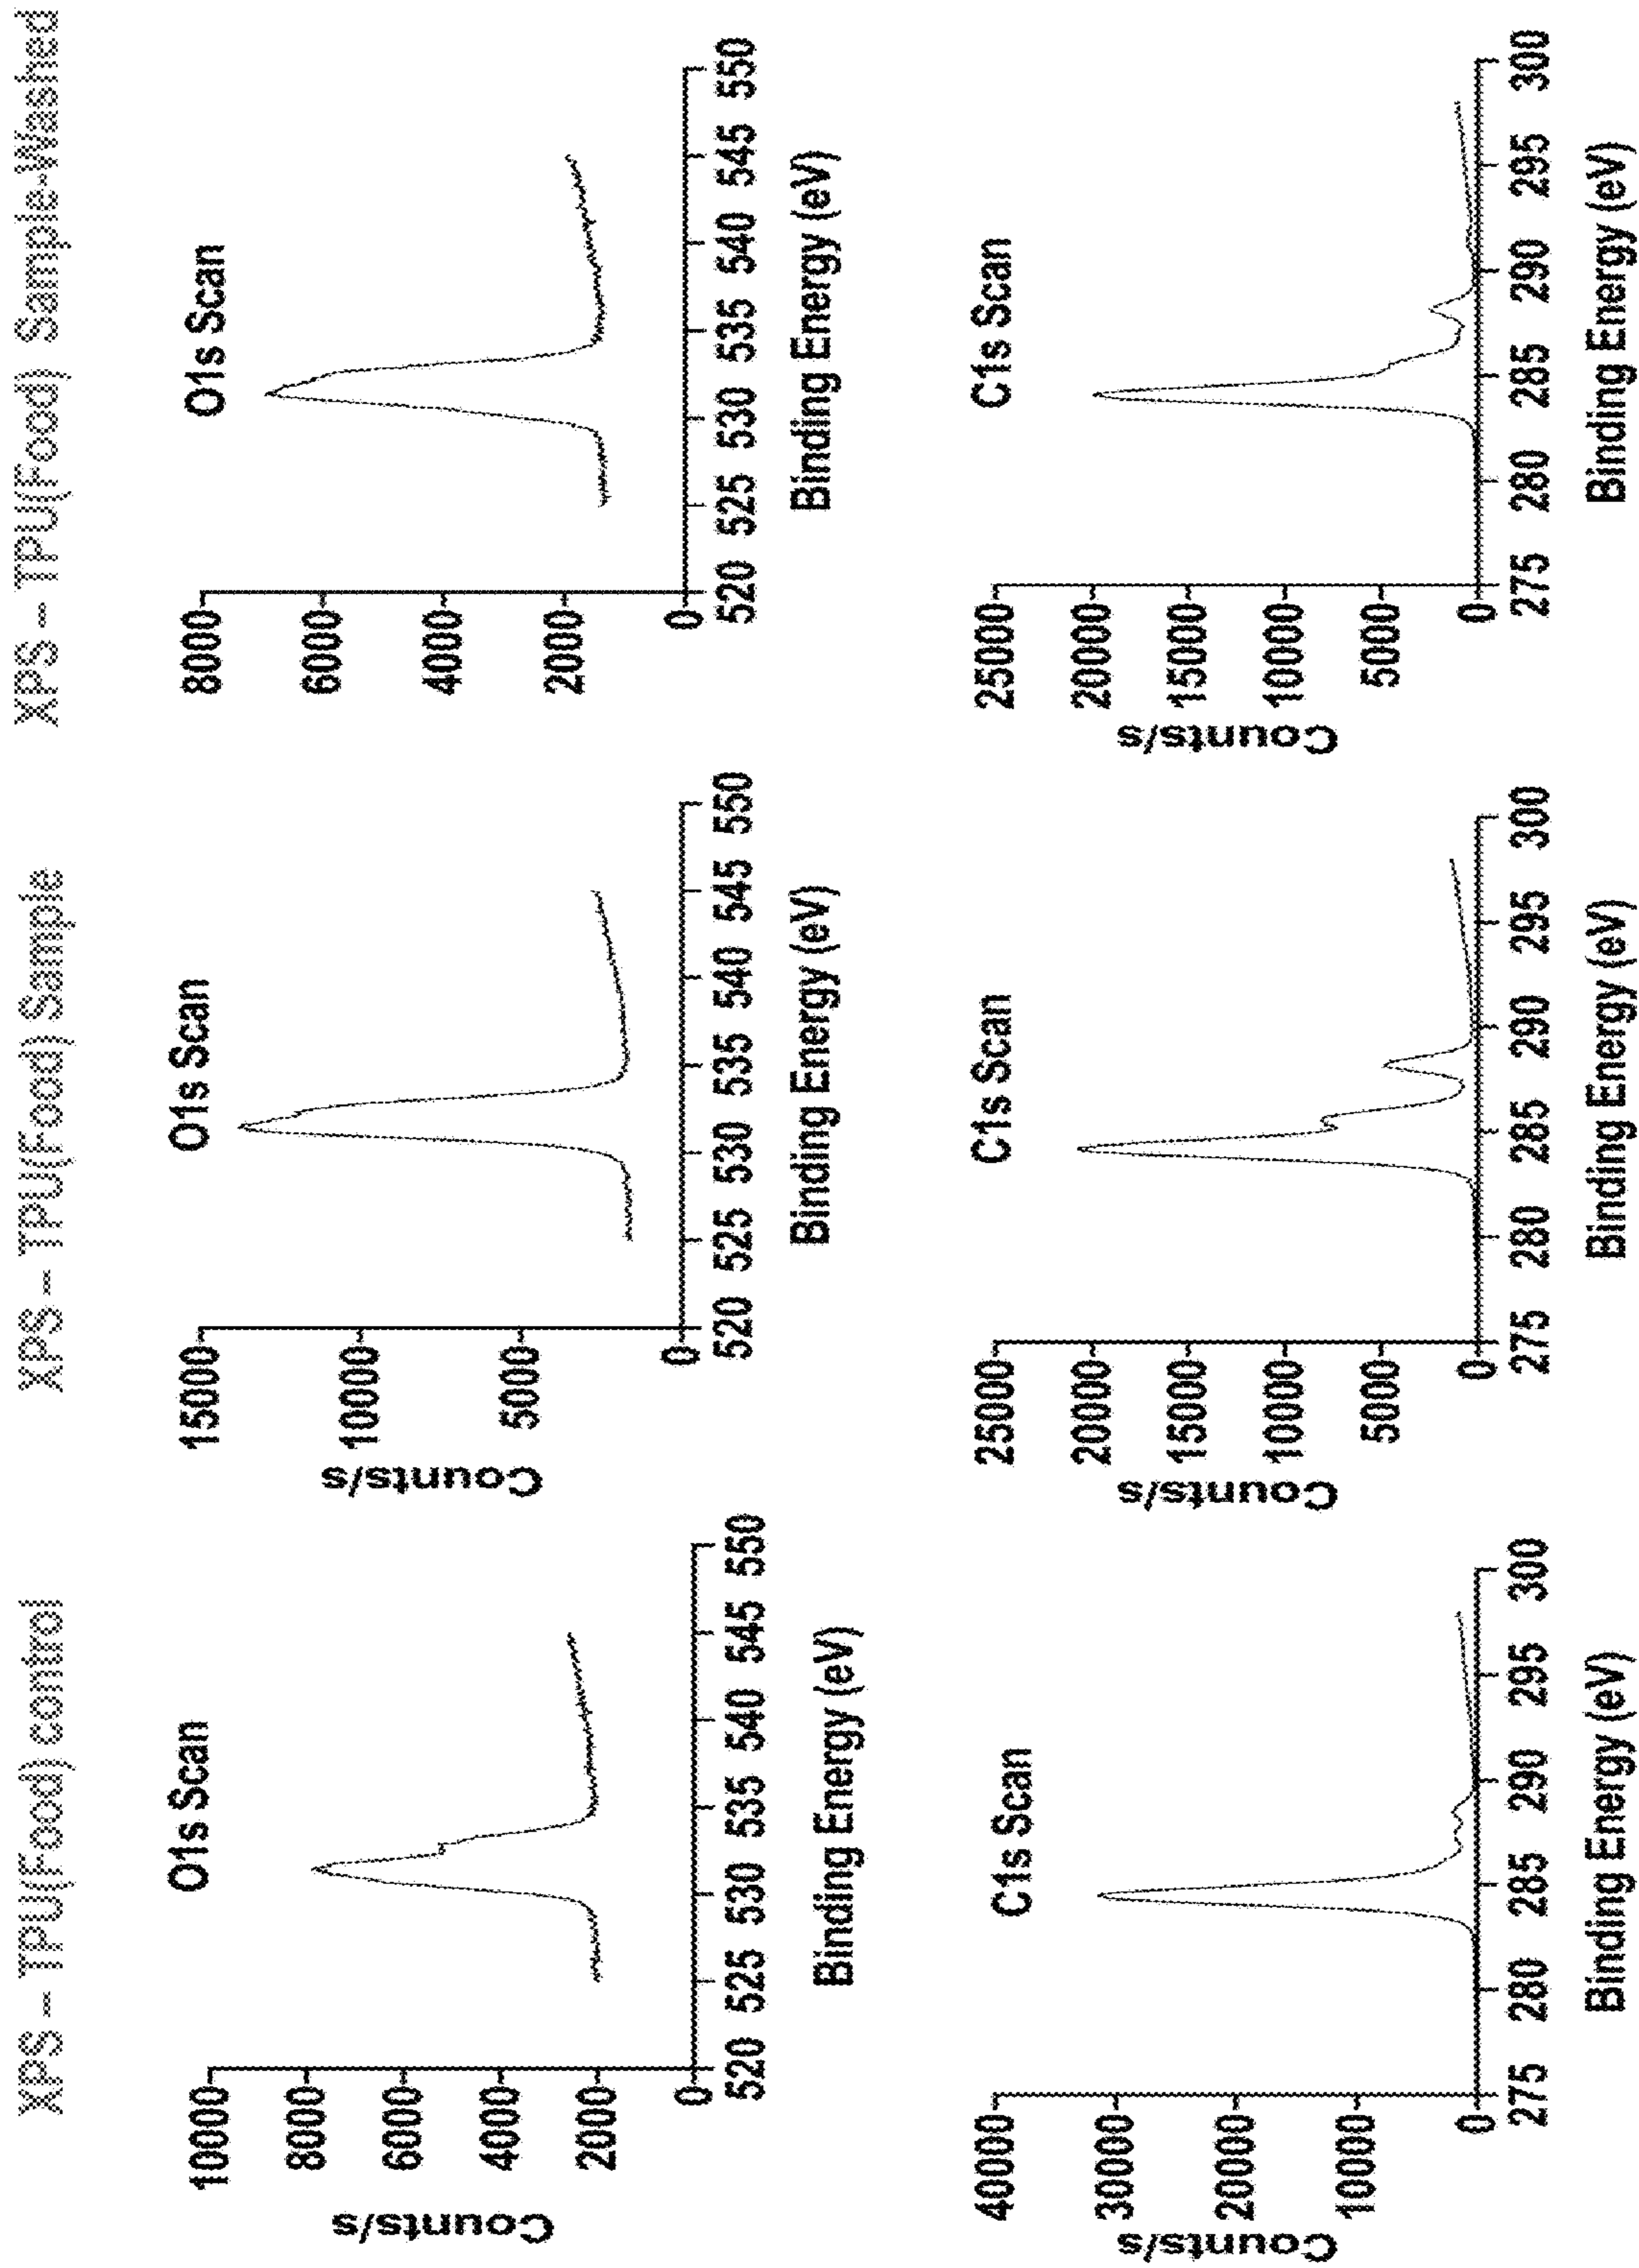 XPS – TPU(Food) control
O1s Scan
Counts/s
10000
8000
6000
4000
2000
0
520 525 530 535 540 545 550
Binding Energy (eV)
C1s Scan
Counts/s
40000
30000
20000
10000
0
275 280 285 290 295 300
Binding Energy (eV)
XPS – TPU(Food) Sample
O1s Scan
Counts/s
15000
10000
5000
0
520 525 530 535 540 545 550
Binding Energy (eV)
C1s Scan
Counts/s
25000
20000
15000
10000
5000
0
275 280 285 290 295 300
Binding Energy (eV)
XPS – TPU(Food) Sample-Washed
O1s Scan
8000
6000
4000
2000
0
520 525 530 535 540 545 550
Binding Energy (eV)
C1s Scan
Counts/s
25000
20000
15000
10000
5000
0
275 280 285 290 295 300
Binding Energy (eV)